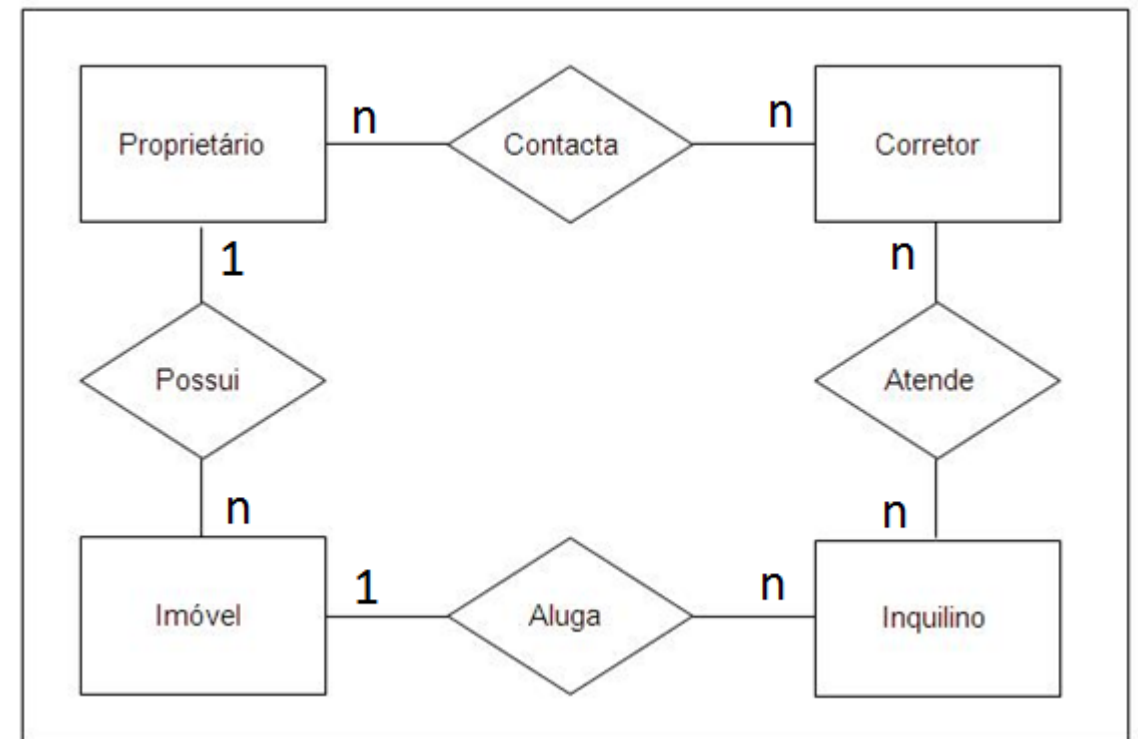 Proprietário
n
Contacta
n
Corretor
1
n
Possui
Atende
n
n
Imóvel
1
Aluga
n
Inquilino